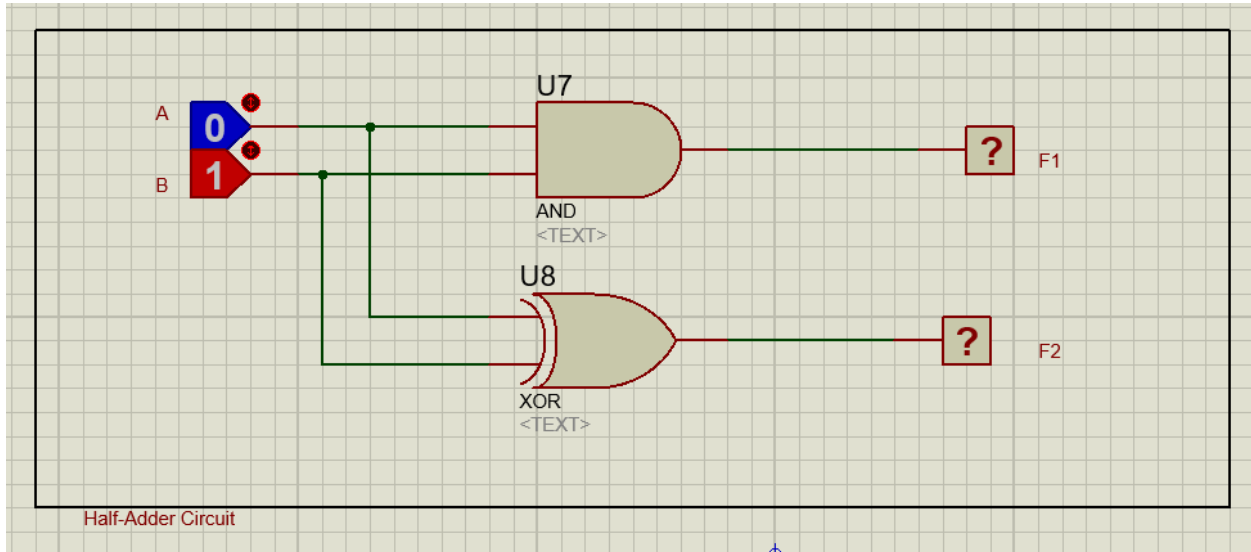 U7
A
0
?
F1
B
1
AND
<TEXT>
U8
?
F2
XOR
<TEXT>
Half-Adder Circuit